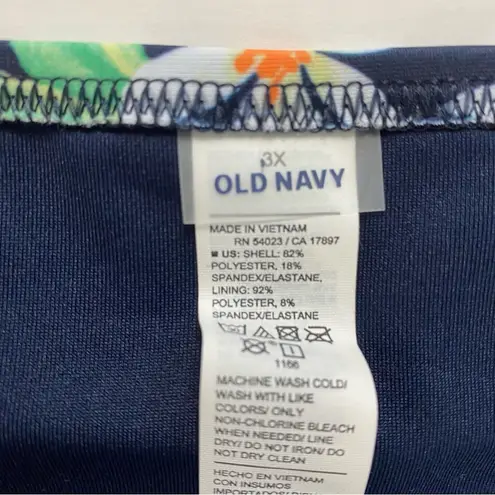 3X
OLD NAVY
MADE IN VIETNAM
RN 54023 / CA 17897
US: SHELL: 82%
POLYESTER, 18%
SPANDEX/ELASTANE,
LINING: 92%
POLYESTER, 8%
SPANDEX/ELASTANE
1166
MACHINE WASH COLD/
WASH WITH LIKE
COLORS/ ONLY
NON-CHLORINE BLEACH
WHEN NEEDED/ LINE
DRY/ DO NOT IRON/ DO
NOT DRY CLEAN
HECHO EN VIETNAM
CON INSUMOS